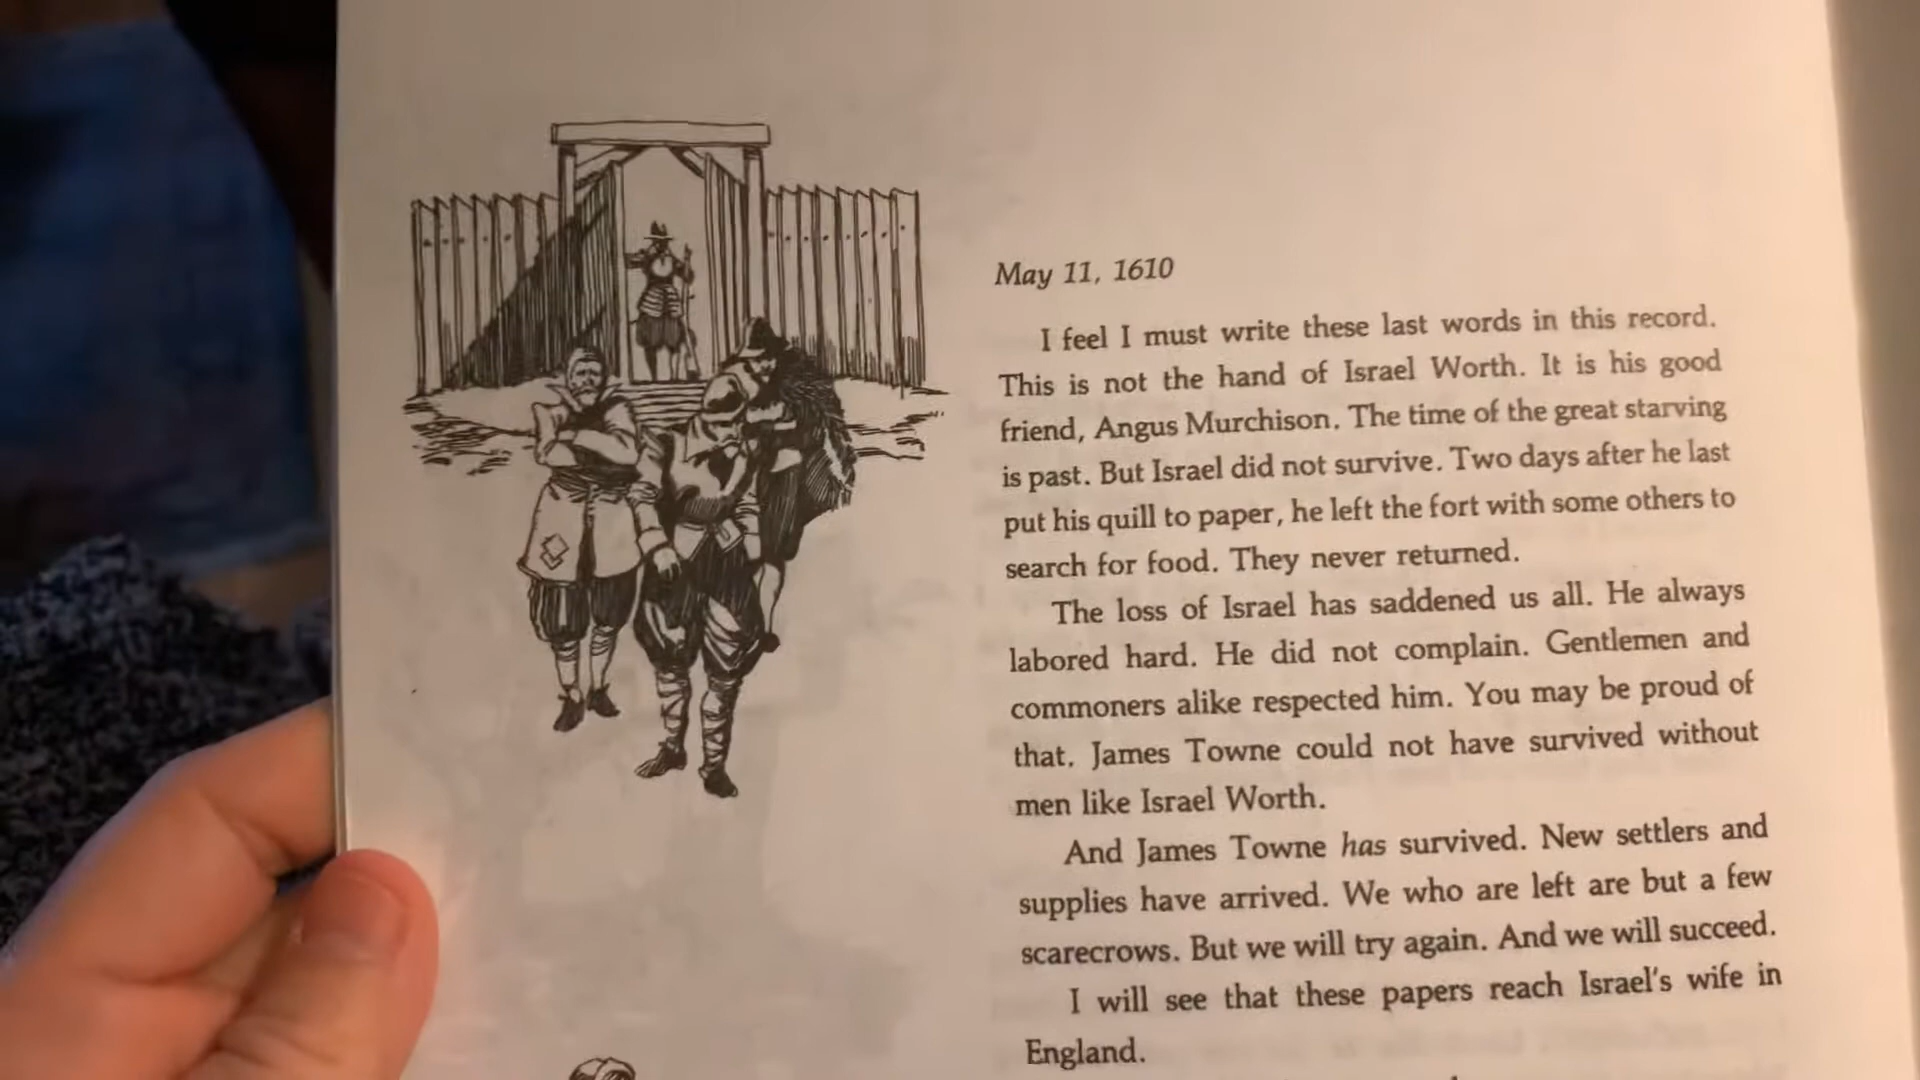 May 11, 1610
I feel I must write these last words in this record.
This is not the hand of Israel Worth. It is his good
friend, Angus Murchison. The time of the great starving
is past. But Israel did not survive. Two days after he last
put his quill to paper, he left the fort with some others to
search for food. They never returned.
The loss of Israel has saddened us all. He always
labored hard. He did not complain. Gentlemen and
commoners alike respected him. You may be proud of
that. James Towne could not have survived without
men like Israel Worth.
And James Towne has survived. New settlers and
supplies have arrived. We who are left are but a few
scarecrows. But we will try again. And we will succeed.
I will see that these papers reach Israel's wife in
England.